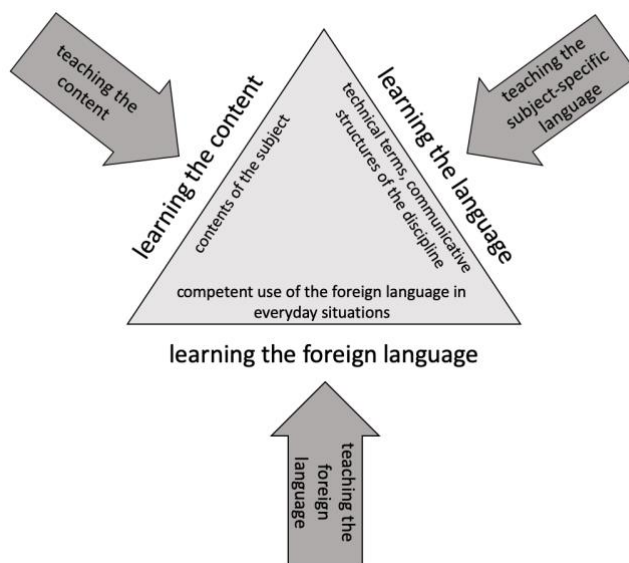 teaching the
content
learning the content
contents of the subject
technical terms, communicative
structures of the discipline
learning the language
teaching the
subject-specific
language
competent use of the foreign language in
everyday situations
learning the foreign language
teaching the
foreign
language